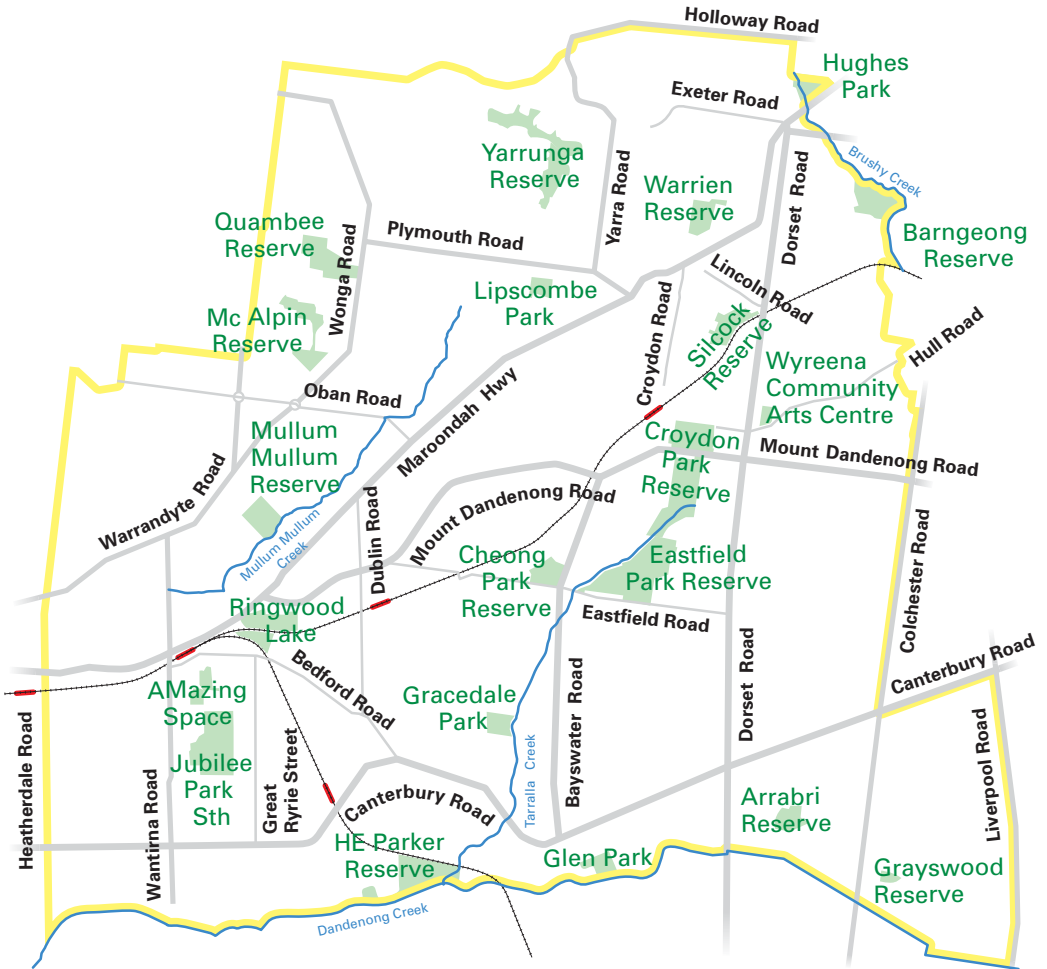 Holloway Road
Hughes
Park
Exeter Road
Yarrunga
Reserve
Yarra Road
Warrien
Reserve
Dorset Road
Brushy Creek
Barngeong
Reserve
Quambee
Reserve
Wonga Road
Plymouth Road
Lincoln Road
Lipscombe
Park
Mc Alpin
Reserve
Croydon Road
Silcock
Reserve
Hull Road
Wyreena
Community
Arts Centre
Oban Road
Maroondah Hwy
Mullum
Mullum
Reserve
Croydon
Park
Reserve
Mount Dandenong Road
Warrandyte Road
Mullum Mullum
Creek
Dublin Road
Mount Dandenong Road
Cheong
Park
Reserve
Eastfield
Park Reserve
Colchester Road
Ringwood
Lake
Eastfield Road
Bedford Road
AMazing
Space
Gracedale
Park
Bayswater Road
Dorset Road
Canterbury Road
Heatherdale Road
Jubilee
Park
Sth
Great
Ryrie Street
Wantirna Road
Canterbury Road
Tarralla Creek
Liverpool Road
Arrabri
Reserve
HE Parker
Reserve
Glen Park
Grayswood
Reserve
Dandenong Creek